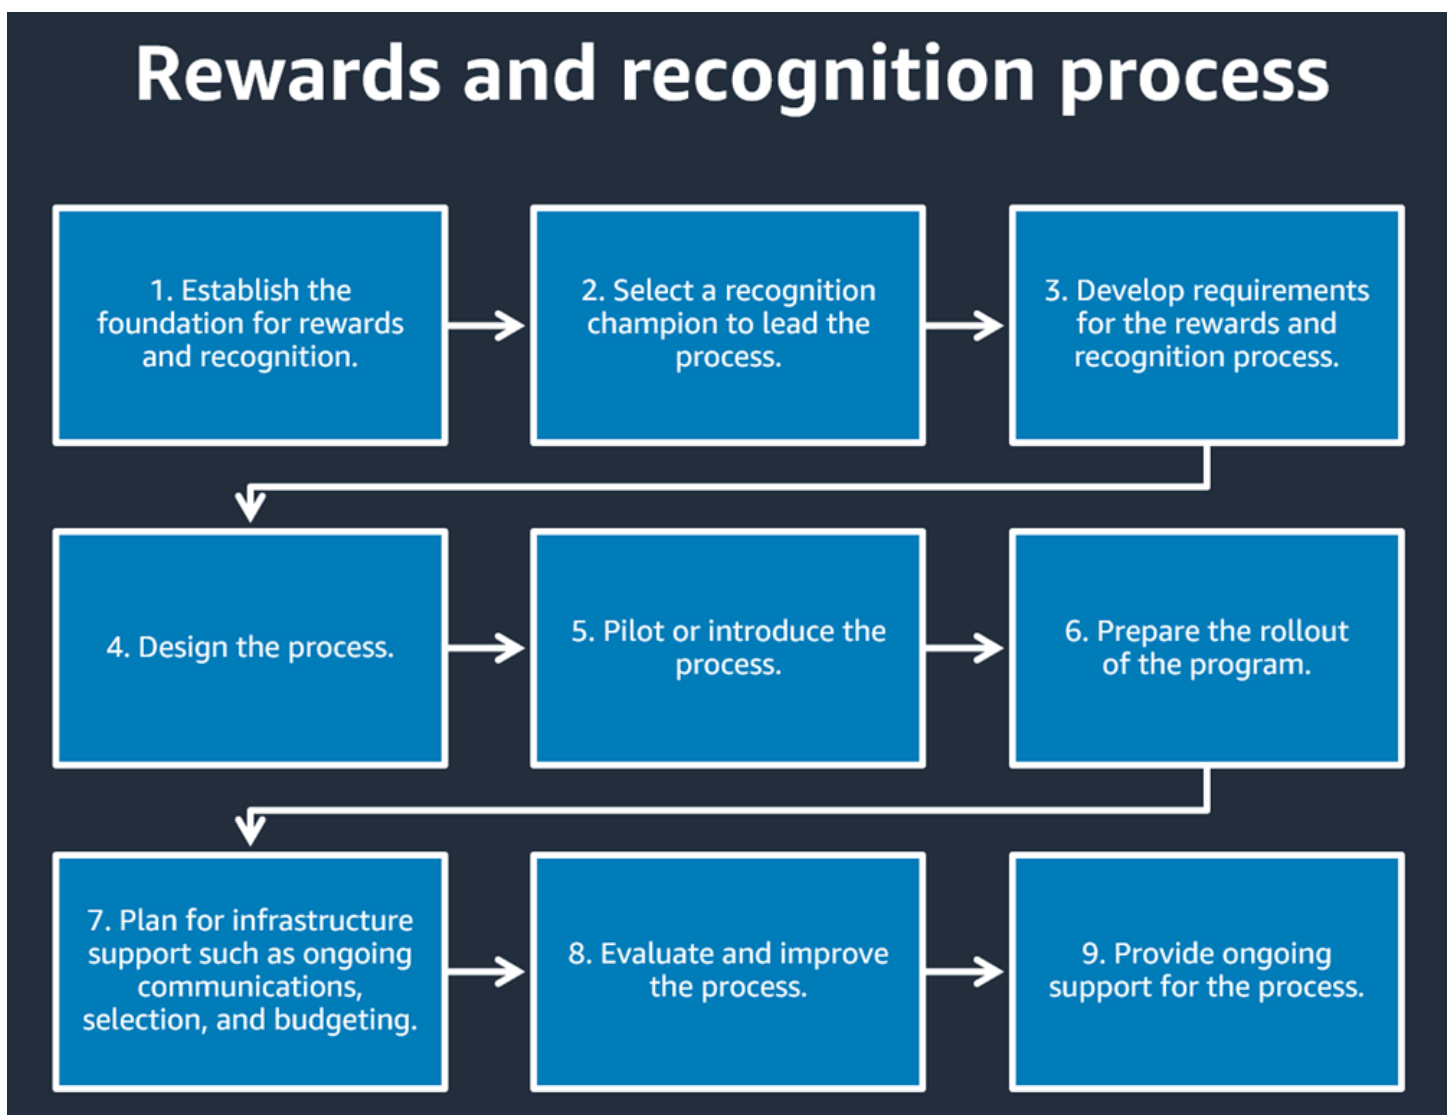 Rewards and recognition process
1. Establish the
foundation for rewards
and recognition.
2. Select a recognition
champion to lead the
process.
3. Develop requirements
for the rewards and
recognition process.
4. Design the process.
5. Pilot or introduce the
process.
6. Prepare the rollout
of the program.
7. Plan for infrastructure
support such as ongoing
communications,
selection, and budgeting.
8. Evaluate and improve
the process.
9. Provide ongoing
support for the process.